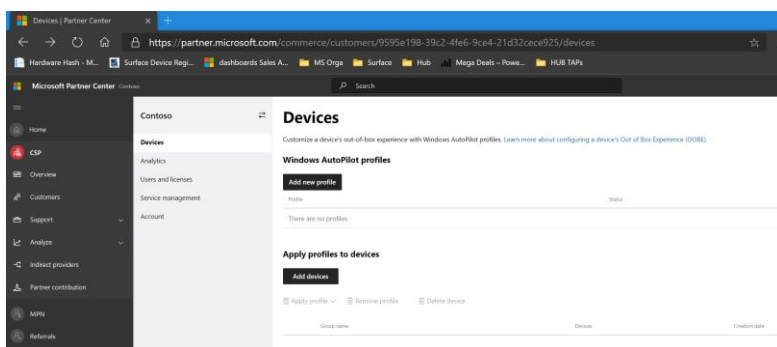 Devices | Partner Center
https://partner.microsoft.com/commerce/customers/9595e198-39c2-4fe6-9ce4-21d32cece925/devices
Hardware Hash - M... Surface Device Regi... dashboards Sales A... MS Orga Surface Hub Mega Deals – Powe... HUB TAPs
Microsoft Partner Center Contoso Search
Home
CSP
Overview
Customers
Support
Analyze
Indirect providers
Partner contribution
MPN
Referrals
Contoso
Devices
Analytics
Users and licenses
Service management
Account
Devices
Customize a device's out-of-box experience with Windows AutoPilot profiles. Learn more about configuring a device's Out of Box Experience (OOBE).
Windows AutoPilot profiles
Add new profile
Profile Status
There are no profiles
Apply profiles to devices
Add devices
Apply profile Remove profile Delete device
Group name Devices Creation date